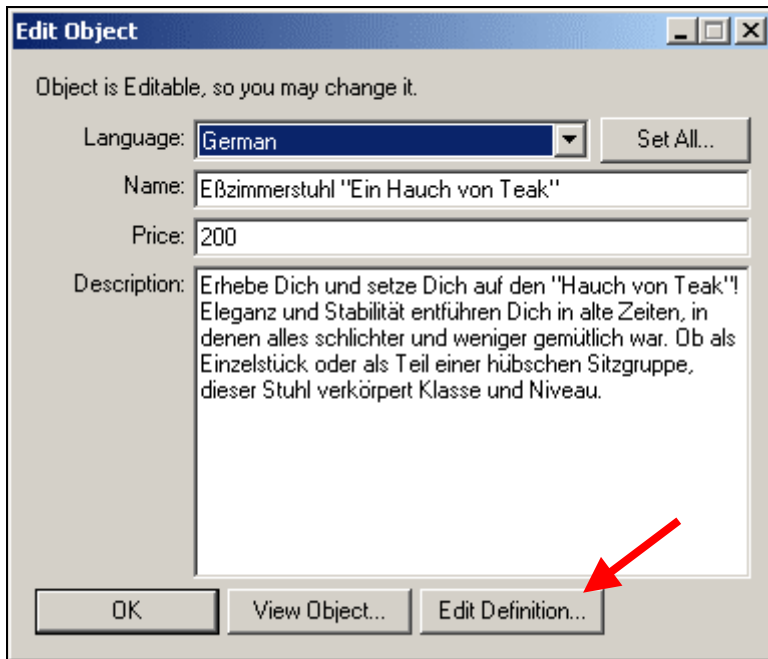 Edit Object
Object is Editable, so you may change it.
Language: German Set All...
Name: Eßzimmerstuhl "Ein Hauch von Teak"
Price: 200
Description: Erhebe Dich und setze Dich auf den "Hauch von Teak"!
Eleganz und Stabilität entführen Dich in alte Zeiten, in
denen alles schlichter und weniger gemütlich war. Ob als
Einzelstück oder als Teil einer hübschen Sitzgruppe,
dieser Stuhl verkörpert Klasse und Niveau.
OK View Object... Edit Definition...